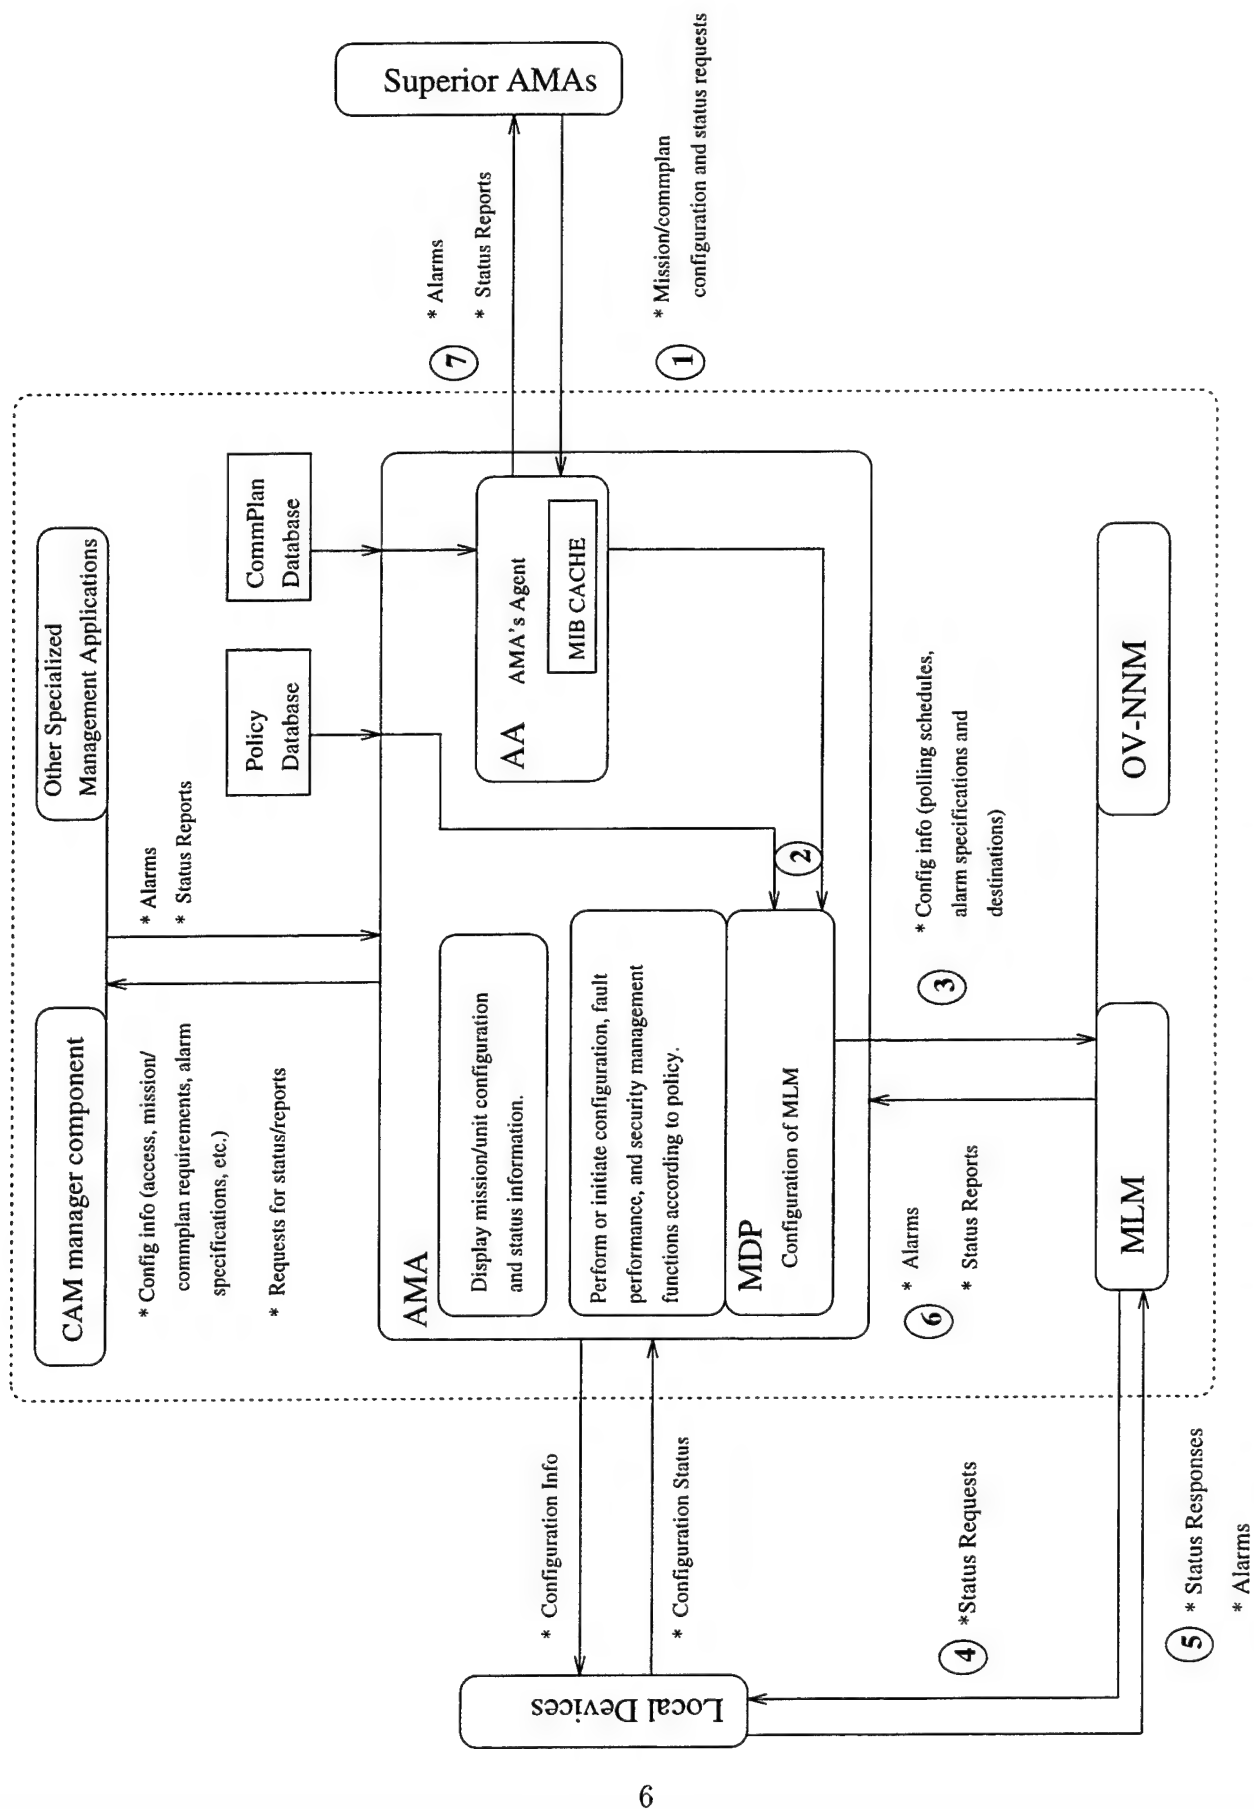 Superior AMAs
7
* Alarms
* Status Reports
1
* Mission/commplan
configuration and status requests
Other Specialized
Management Applications
CommPlan
Database
Policy
Database
AA
AMA's Agent
MIB CACHE
* Alarms
* Status Reports
CAM manager component
* Config info (access, mission/
commplan requirements, alarm
specifications, etc.)
* Requests for status/reports
AMA
Display mission/unit configuration
and status information.
Perform or initiate configuration, fault
performance, and security management
functions according to policy.
MDP
Configuration of MLM
2
3
* Config info (polling schedules,
alarm specifications and
destinations)
OV-NNM
MLM
6
* Alarms
* Status Reports
* Configuration Info
* Configuration Status
Local Devices
4
*Status Requests
5
* Status Responses
* Alarms
9